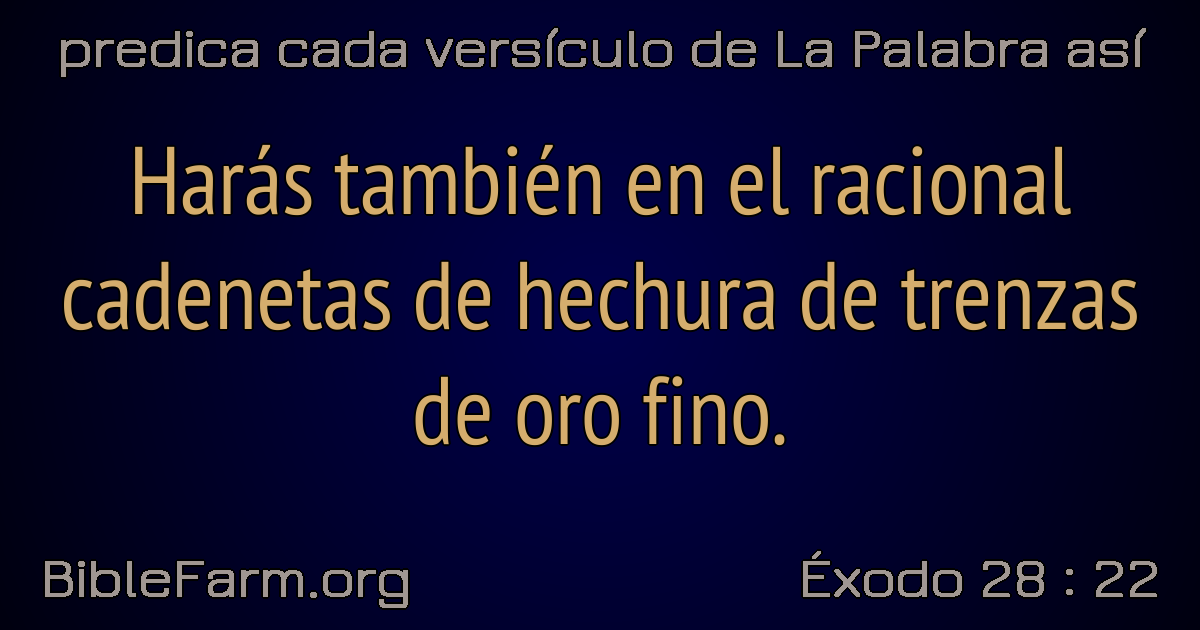 predica cada versículo de La Palabra así
Harás también en el racional
cadenetas de hechura de trenzas
de oro fino.
BibleFarm.org
Éxodo 28 : 22